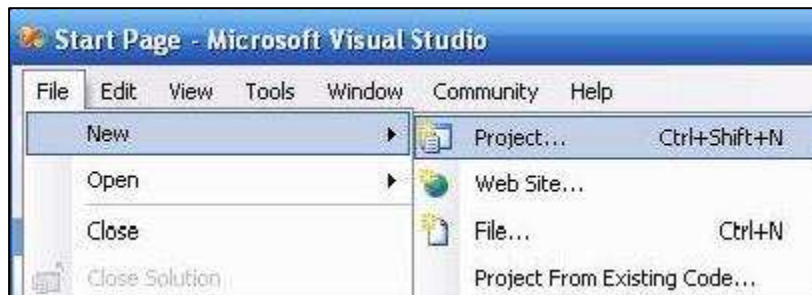 Start Page - Microsoft Visual Studio
File Edit View Tools Window Community Help
New Project... Ctrl+Shift+N
Open Web Site...
Close File... Ctrl+N
Close Solution Project From Existing Code...